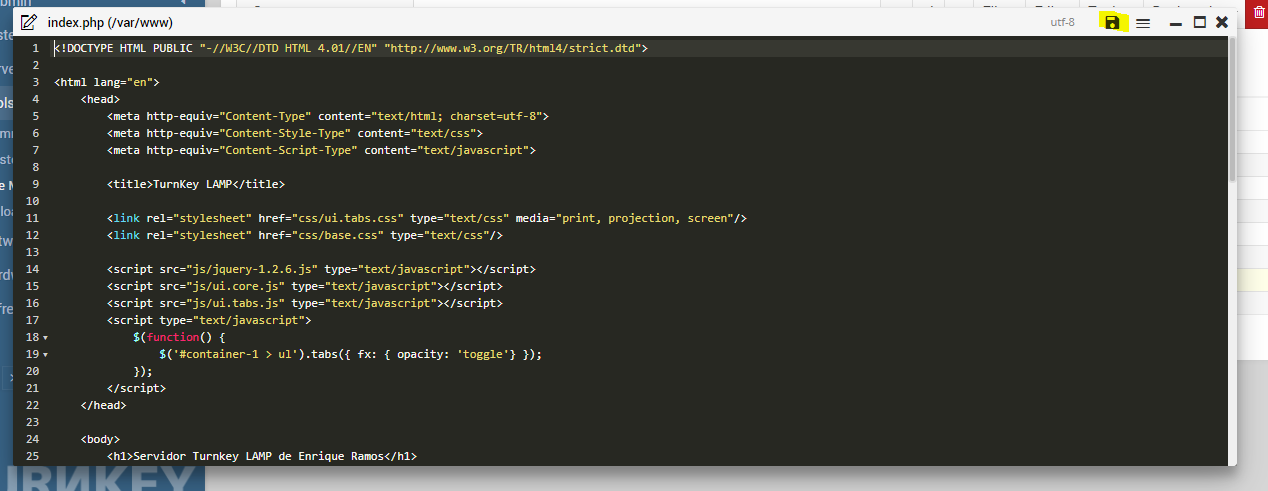 index.php (/var/www)
utf-8
1 <!DOCTYPE HTML PUBLIC "-//W3C//DTD HTML 4.01//EN" "http://www.w3.org/TR/html4/strict.dtd">
2
3 <html lang="en">
4     <head>
5         <meta http-equiv="Content-Type" content="text/html; charset=utf-8">
6         <meta http-equiv="Content-Style-Type" content="text/css">
7         <meta http-equiv="Content-Script-Type" content="text/javascript">
8
9         <title>TurnKey LAMP</title>
10
11         <link rel="stylesheet" href="css/ui.tabs.css" type="text/css" media="print, projection, screen"/>
12         <link rel="stylesheet" href="css/base.css" type="text/css"/>
13
14         <script src="js/jquery-1.2.6.js" type="text/javascript"></script>
15         <script src="js/ui.core.js" type="text/javascript"></script>
16         <script src="js/ui.tabs.js" type="text/javascript"></script>
17         <script type="text/javascript">
18             $(function() {
19                 $('#container-1 > ul').tabs({ fx: { opacity: 'toggle'} });
20             });
21         </script>
22     </head>
23
24     <body>
25         <h1>Servidor Turnkey LAMP de Enrique Ramos</h1>